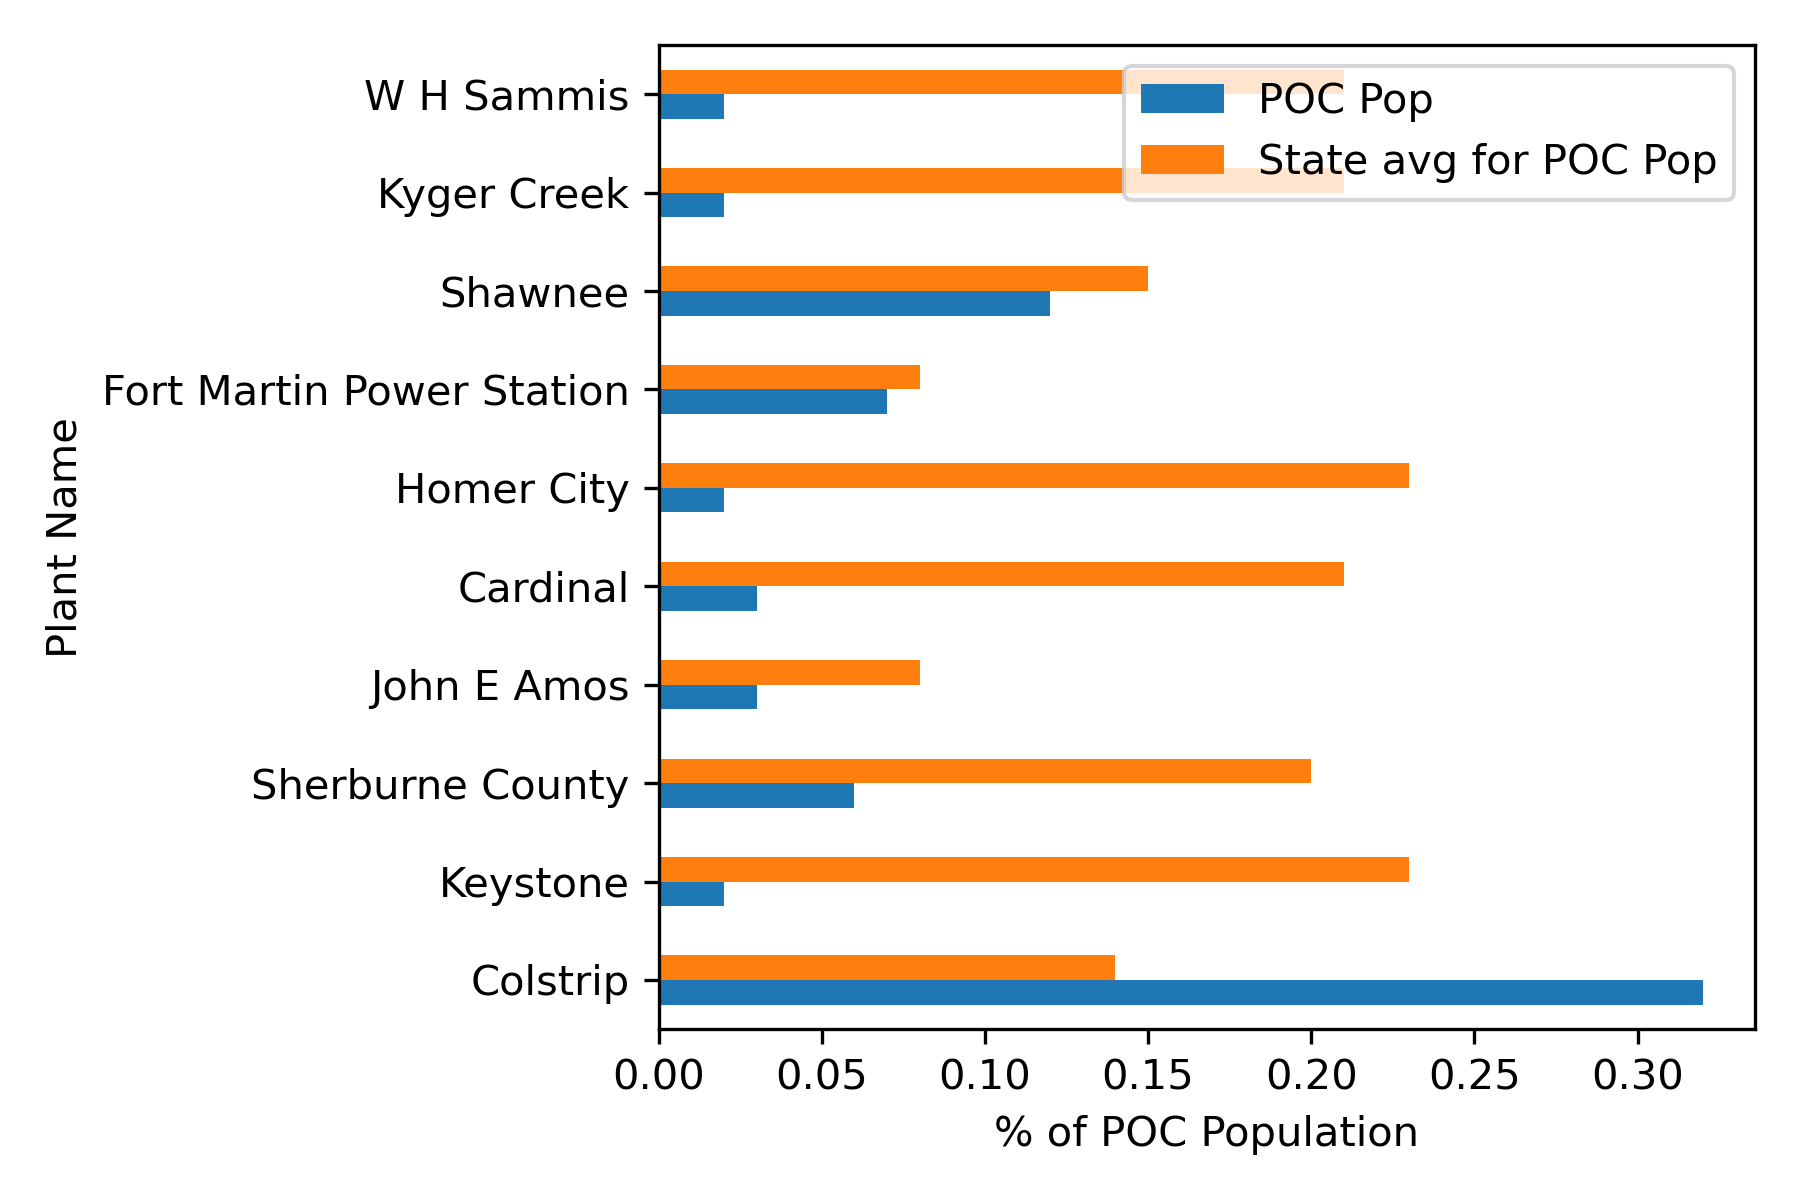 W H Sammis
Kyger Creek
Shawnee
Fort Martin Power Station
Homer City
Cardinal
John E Amos
Sherburne County
Keystone
Colstrip
Plant Name
POC Pop
State avg for POC Pop
0.00 0.05 0.10 0.15 0.20 0.25 0.30
% of POC Population